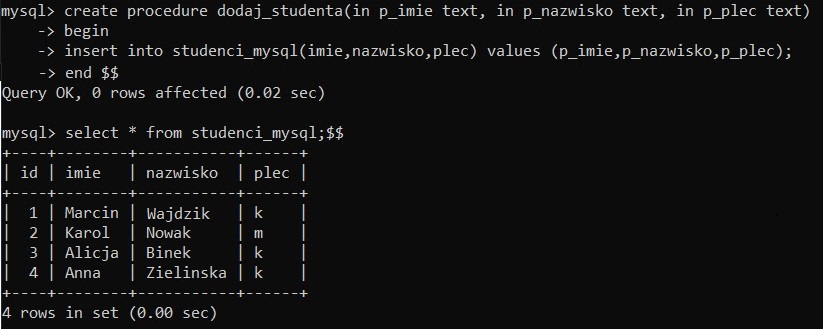 mysql> create procedure dodaj_studenta(in p_imie text, in p_nazwisko text, in p_plec text)
    -> begin
    -> insert into studenci_mysql(imie,nazwisko,plec) values (p_imie,p_nazwisko,p_plec);
    -> end $$
Query OK, 0 rows affected (0.02 sec)

mysql> select * from studenci_mysql;$$
+----+--------+-----------+------+
| id | imie   | nazwisko  | plec |
+----+--------+-----------+------+
|  1 | Marcin | Wajdzik   | k    |
|  2 | Karol  | Nowak     | m    |
|  3 | Alicja | Binek     | k    |
|  4 | Anna   | Zielinska | k    |
+----+--------+-----------+------+
4 rows in set (0.00 sec)